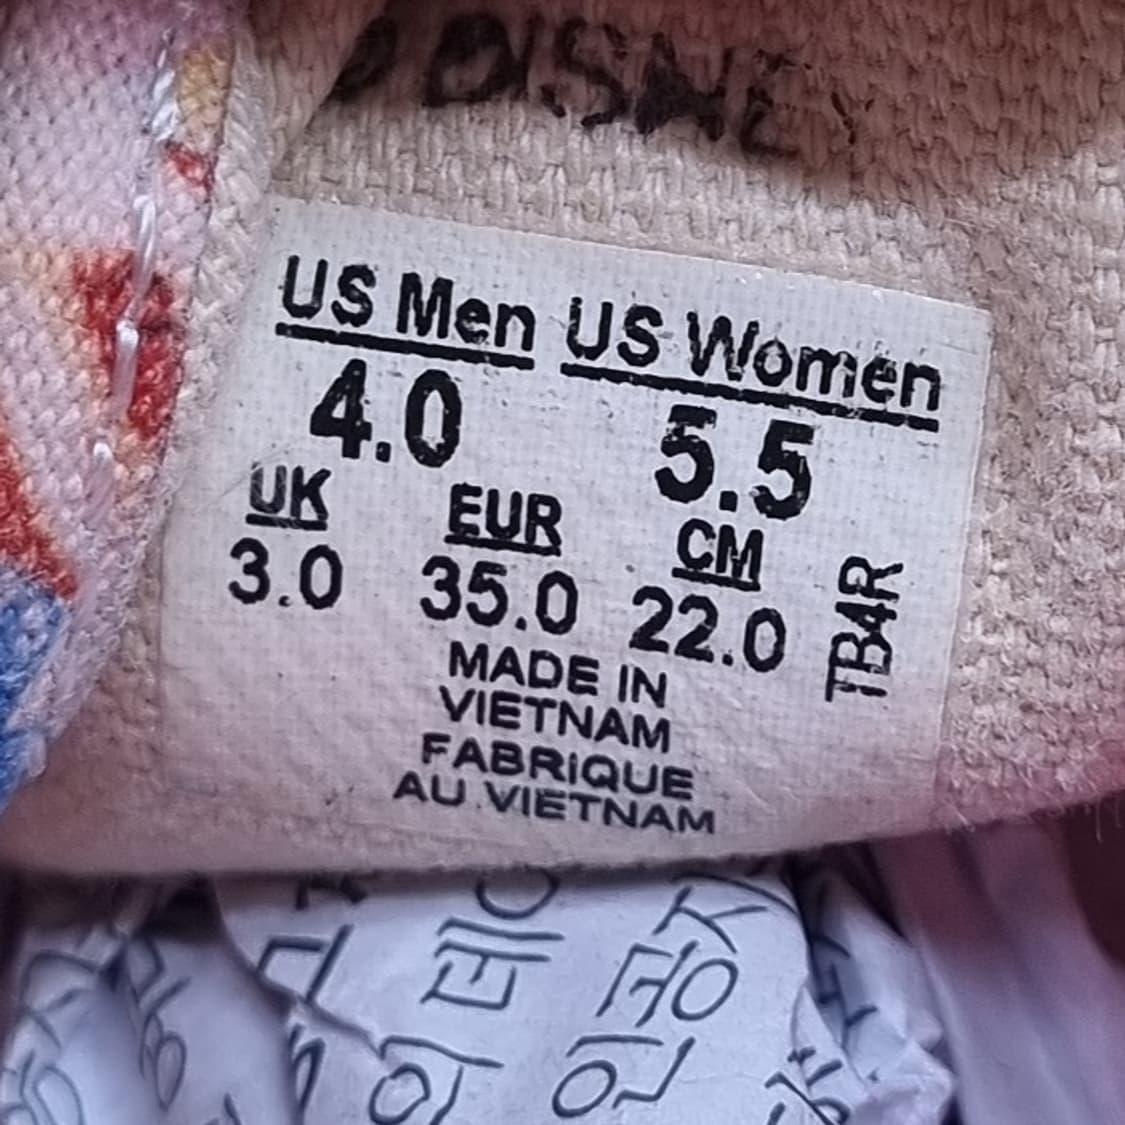 DISNE
US Men US Women
4.0 5.5
UK EUR CM
3.0 35.0 22.0
TB4R
MADE IN
VIETNAM
FABRIQUE
AU VIETNAM